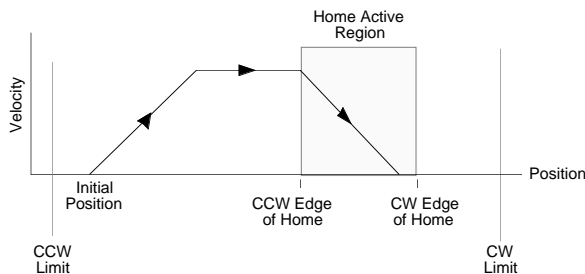 Home Active
Region
Velocity
Position
Initial
Position
CCW Edge
of Home
CW Edge
of Home
CCW
Limit
CW
Limit